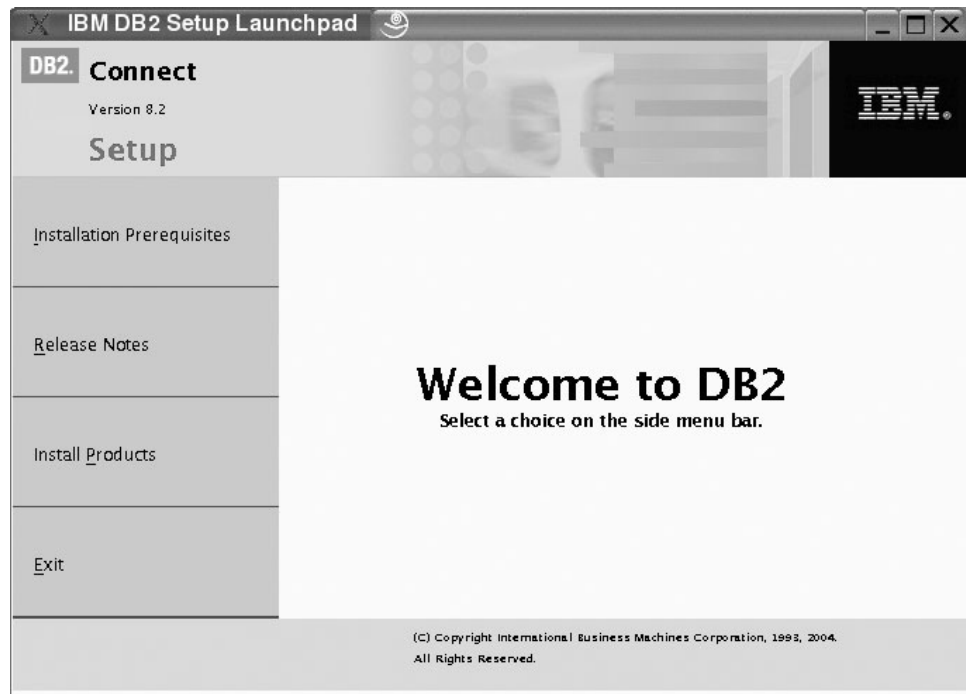 IBM DB2 Setup Launchpad
DB2.
Connect
Version 8.2
Setup
IBM.
Installation Prerequisites
Release Notes
Install Products
Exit
Welcome to DB2
Select a choice on the side menu bar.
(C) Copyright International Business Machines Corporation, 1993, 2004.
All Rights Reserved.